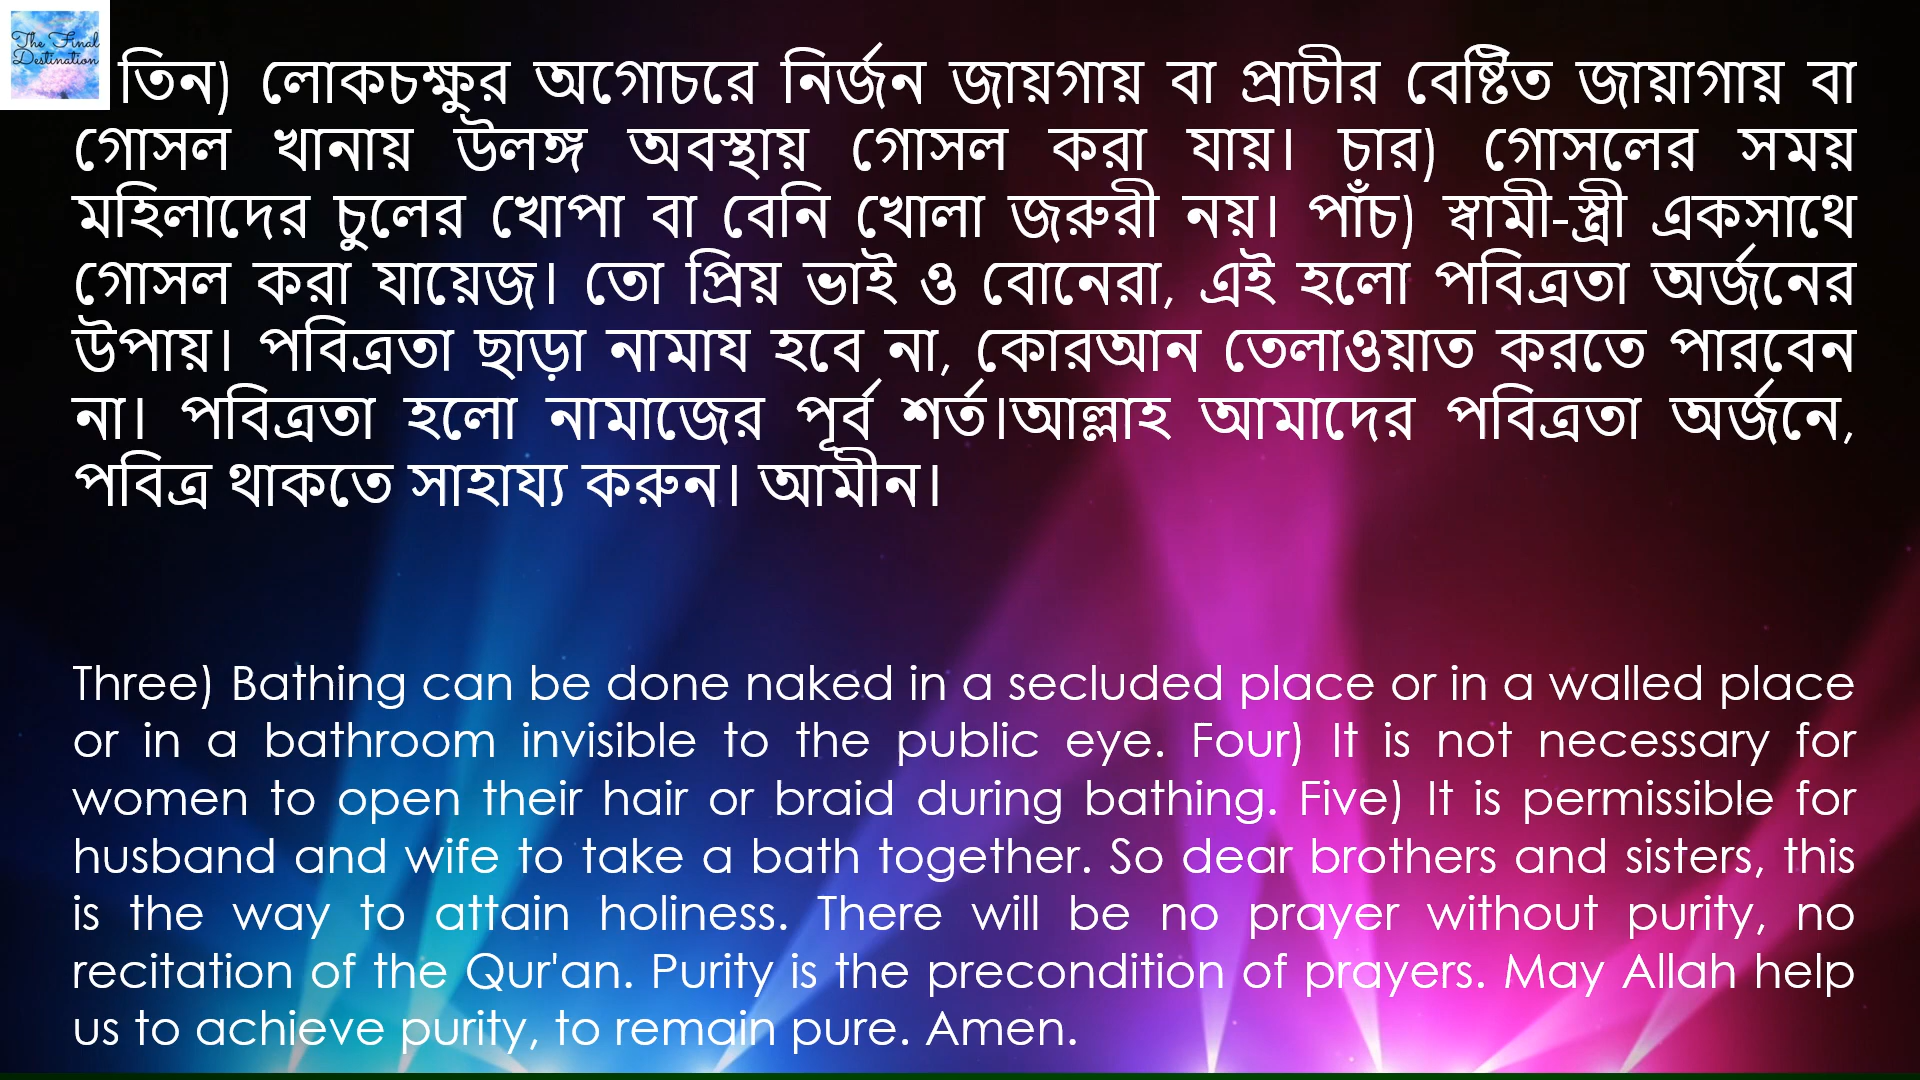 The Final
Destination
তিন) লোকচক্ষুর অগোচরে নির্জন জায়গায় বা প্রাচীর বেষ্টিত জায়াগায় বা
গোসল খানায় উলঙ্গ অবস্থায় গোসল করা যায়। চার) গোসলের সময়
মহিলাদের চুলের খোপা বা বেনি খোলা জরুরী নয়। পাঁচ) স্বামী-স্ত্রী একসাথে
গোসল করা যায়েজ। তো প্রিয় ভাই ও বোনেরা, এই হলো পবিত্রতা অর্জনের
উপায়। পবিত্রতা ছাড়া নামায হবে না, কোরআন তেলাওয়াত করতে পারবেন
না। পবিত্রতা হলো নামাজের পূর্ব শর্ত।আল্লাহ আমাদের পবিত্রতা অর্জনে,
পবিত্র থাকতে সাহায্য করুন। আমীন।
Three) Bathing can be done naked in a secluded place or in a walled place
or in a bathroom invisible to the public eye. Four) It is not necessary for
women to open their hair or braid during bathing. Five) It is permissible for
husband and wife to take a bath together. So dear brothers and sisters, this
is the way to attain holiness. There will be no prayer without purity, no
recitation of the Qur'an. Purity is the precondition of prayers. May Allah help
us to achieve purity, to remain pure. Amen.